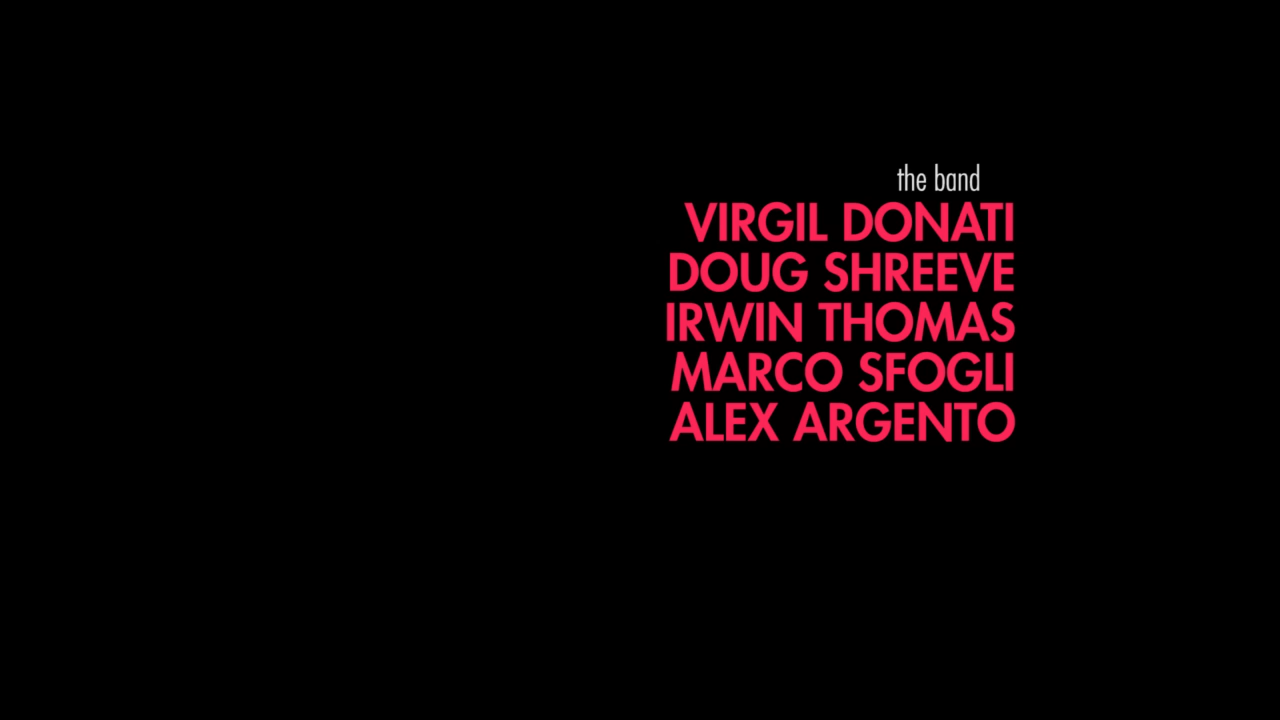 the band
VIRGIL DONATI
DOUG SHREEVE
IRWIN THOMAS
MARCO SFOGLI
ALEX ARGENTO